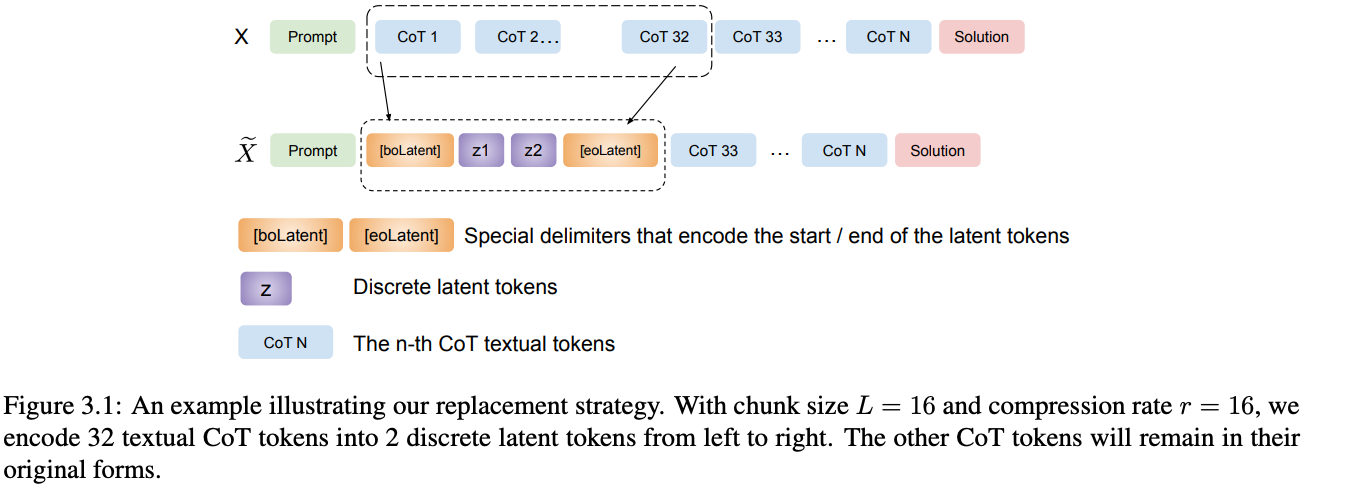 X Prompt CoT 1 CoT 2... CoT 32 CoT 33 ... CoT N Solution
X̃ Prompt [boLatent] z1 z2 [eoLatent] CoT 33 ... CoT N Solution
[boLatent] [eoLatent] Special delimiters that encode the start / end of the latent tokens
z Discrete latent tokens
CoT N The n-th CoT textual tokens
Figure 3.1: An example illustrating our replacement strategy. With chunk size L = 16 and compression rate r = 16, we
encode 32 textual CoT tokens into 2 discrete latent tokens from left to right. The other CoT tokens will remain in their
original forms.